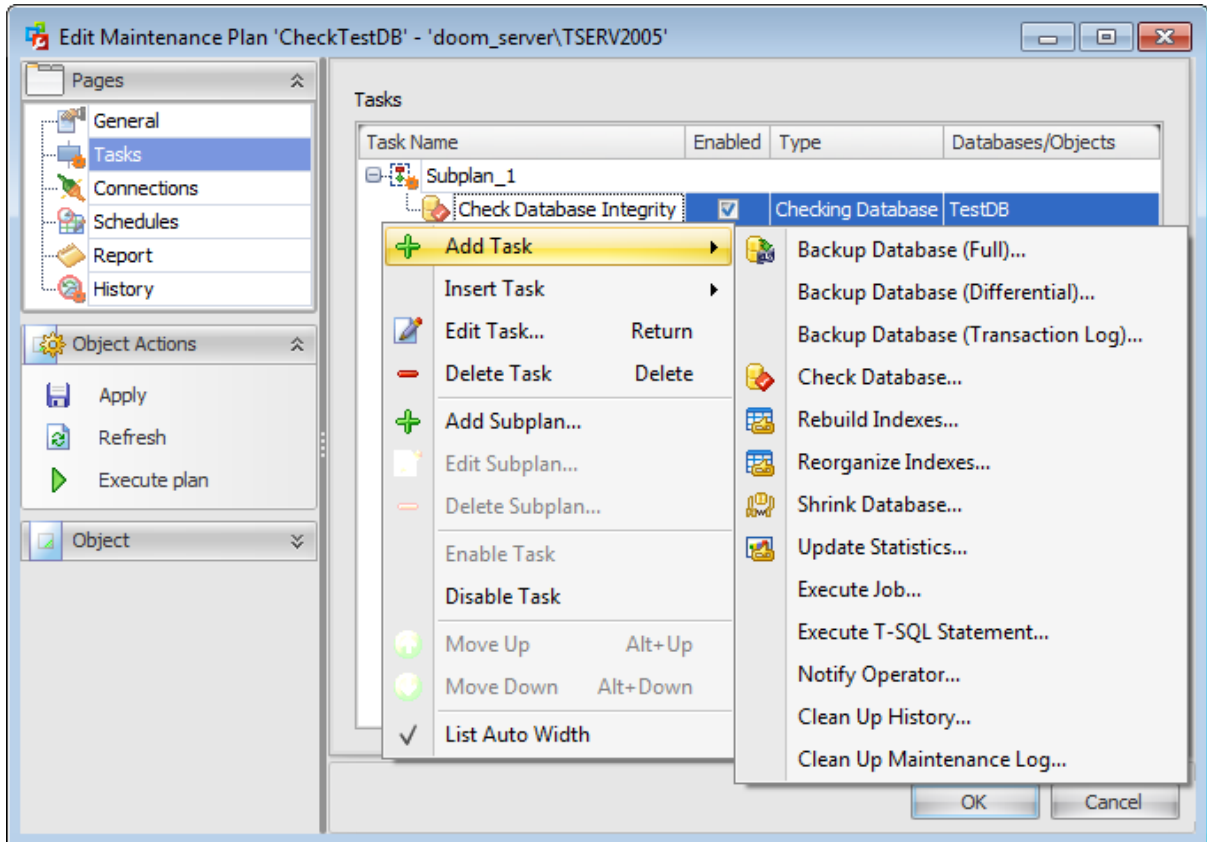 Edit Maintenance Plan 'CheckTestDB' - 'doom_server\TSERV2005'
Pages
General
Tasks
Connections
Schedules
Report
History
Object Actions
Apply
Refresh
Execute plan
Object
Tasks
Task Name Enabled Type Databases/Objects
Subplan_1
Check Database Integrity Checking Database TestDB
Add Task
Insert Task
Edit Task... Return
Delete Task Delete
Add Subplan...
Edit Subplan...
Delete Subplan...
Enable Task
Disable Task
Move Up Alt+Up
Move Down Alt+Down
List Auto Width
Backup Database (Full)...
Backup Database (Differential)...
Backup Database (Transaction Log)...
Check Database...
Rebuild Indexes...
Reorganize Indexes...
Shrink Database...
Update Statistics...
Execute Job...
Execute T-SQL Statement...
Notify Operator...
Clean Up History...
Clean Up Maintenance Log...
OK Cancel